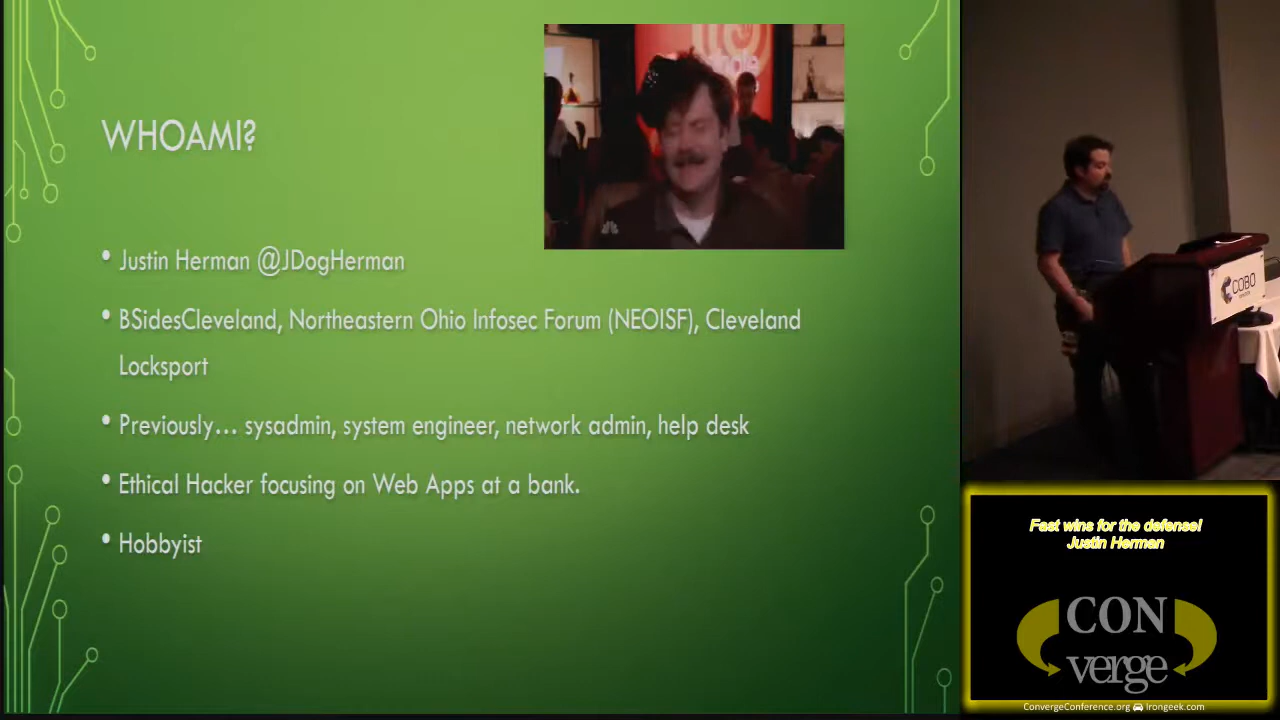 WHOAMI?
• Justin Herman @JDogHerman
• BSidesCleveland, Northeastern Ohio Infosec Forum (NEOISF), Cleveland
Locksport
• Previously... sysadmin, system engineer, network admin, help desk
• Ethical Hacker focusing on Web Apps at a bank.
• Hobbyist
COBO
Fast wins for the defense!
Justin Herman
CON
verge
ConvergeConference.org Irongeek.com